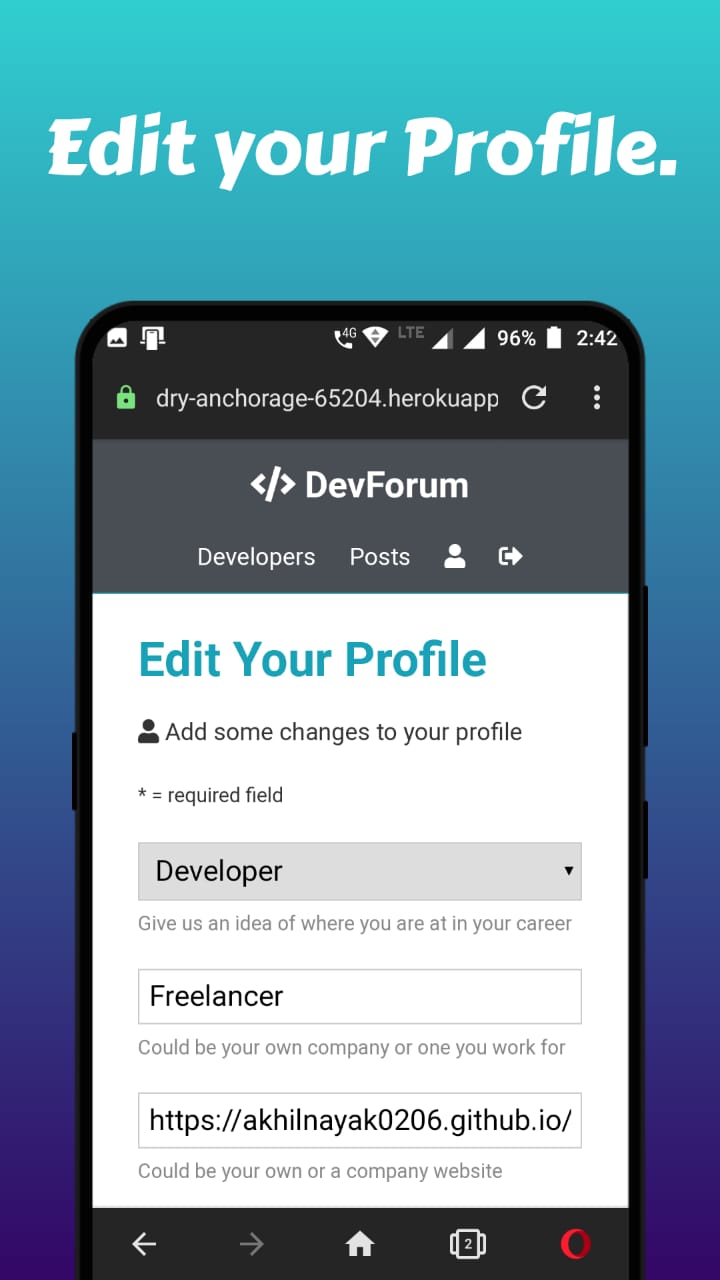 Edit your Profile.
4G LTE 96% 2:42
dry-anchorage-65204.herokuapp
</> DevForum
Developers Posts
Edit Your Profile
Add some changes to your profile
* = required field
Developer
Give us an idea of where you are at in your career
Freelancer
Could be your own company or one you work for
https://akhilnayak0206.github.io/
Could be your own or a company website
2